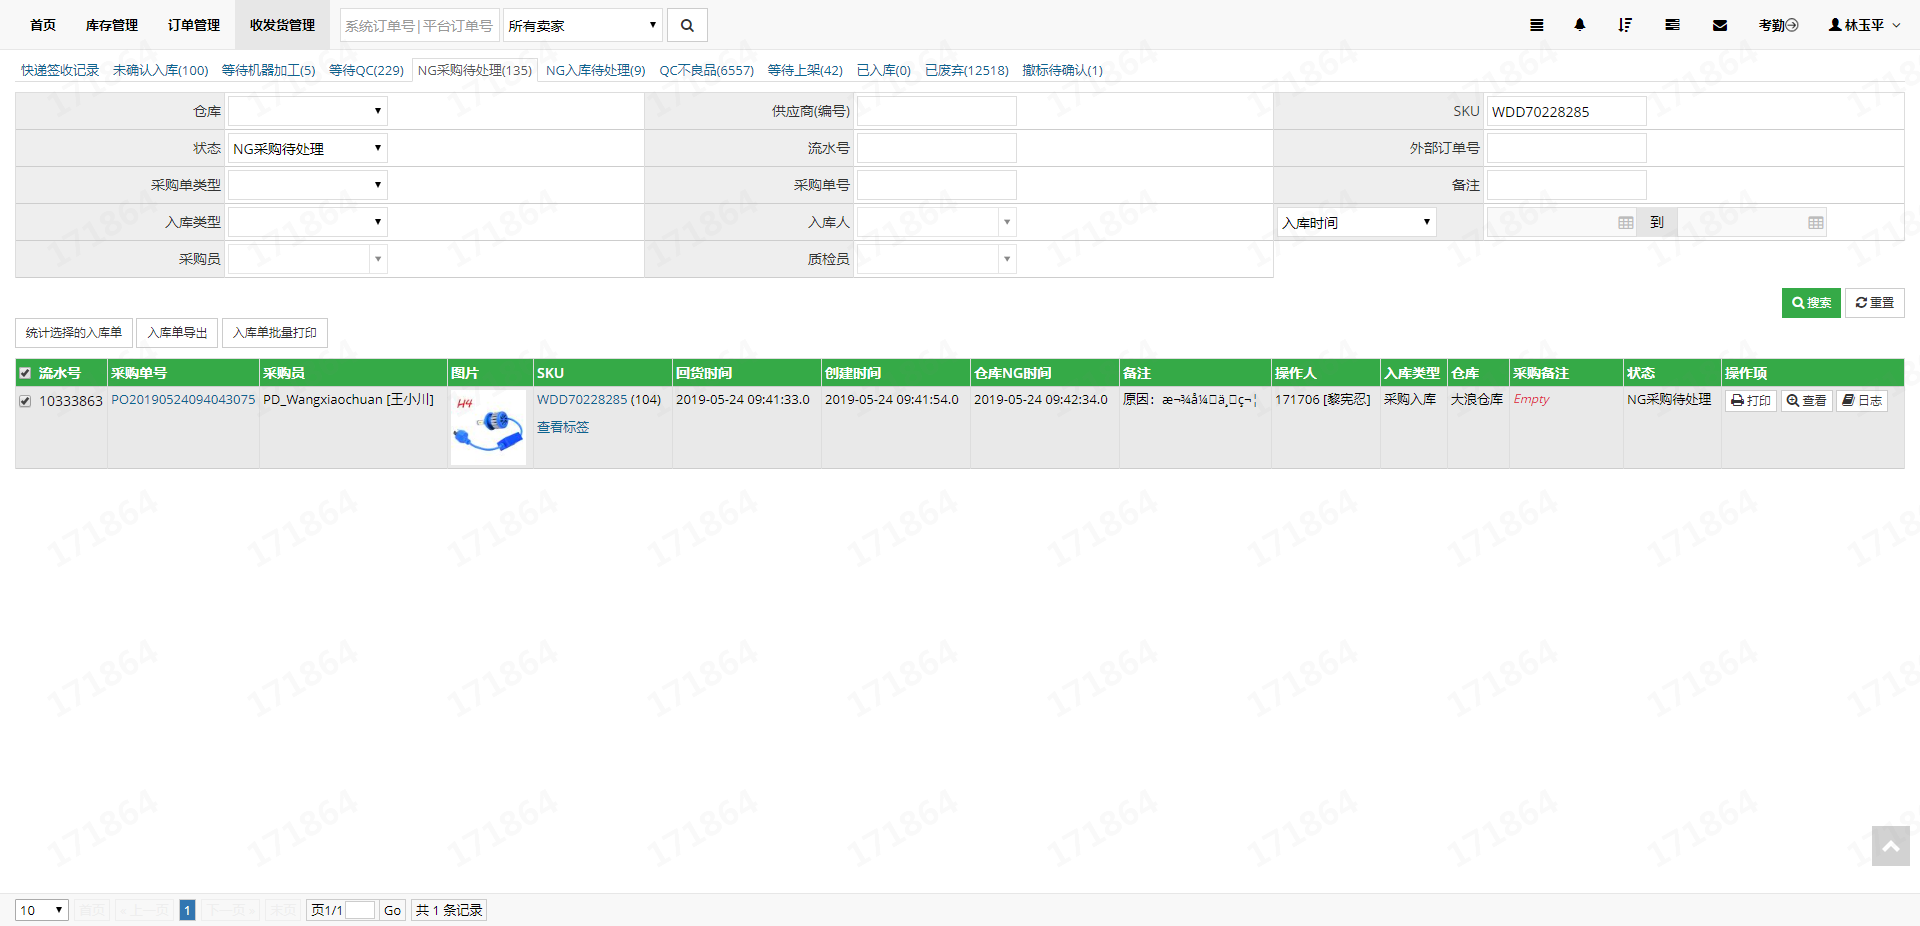 首页 库存管理 订单管理 收发货管理 系统订单号|平台订单号 所有卖家 考勤 林玉平
快递签收记录 未确认入库(100) 等待机器加工(5) 等待QC(229) NG采购待处理(135) NG入库待处理(9) QC不良品(6557) 等待上架(42) 已入库(0) 已废弃(12518) 撤标待确认(1)
仓库 供应商(编号) SKU WDD70228285
状态 NG采购待处理 流水号 外部订单号
采购单类型 采购单号 备注
入库类型 入库人 入库时间 到
采购员 质检员
搜索 重置
统计选择的入库单 入库单导出 入库单批量打印
流水号 采购单号 采购员 图片 SKU 回货时间 创建时间 仓库NG时间 备注 操作人 入库类型 仓库 采购备注 状态 操作项
10333863 PO20190524094043075 PD_Wangxiaochuan [王小川] H4 WDD70228285 (104) 2019-05-24 09:41:33.0 2019-05-24 09:41:54.0 2019-05-24 09:42:34.0 原因: 171706 [黎宪忍] 采购入库 大浪仓库 Empty NG采购待处理 打印 查看 日志
查看标签
10 首页 « 上一页 1 下一页 » 末页 页1/1 Go 共 1 条记录
171864